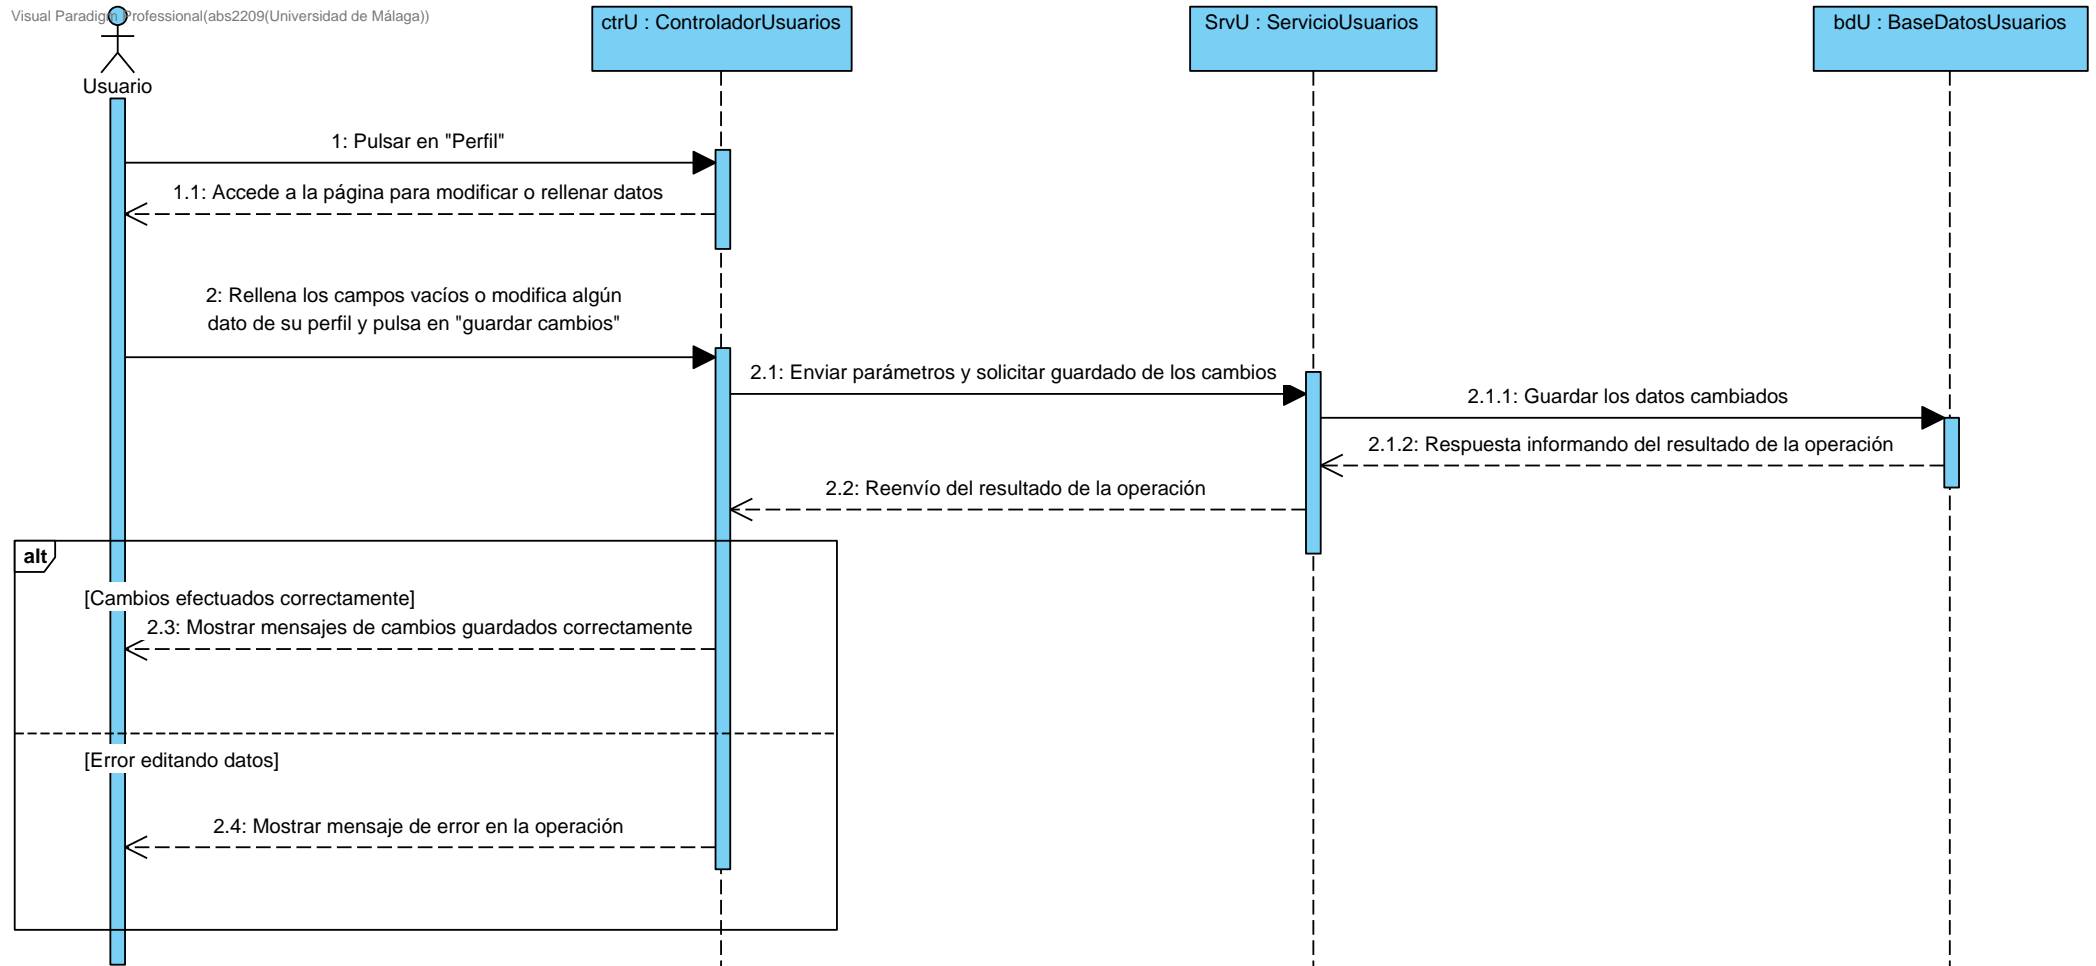 Visual Paradigm Professional(abs2209(Universidad de Málaga))
Usuario
ctrU : ControladorUsuarios
SrvU : ServicioUsuarios
bdU : BaseDatosUsuarios
1: Pulsar en "Perfil"
1.1: Accede a la página para modificar o rellenar datos
2: Rellena los campos vacíos o modifica algún
dato de su perfil y pulsa en "guardar cambios"
2.1: Enviar parámetros y solicitar guardado de los cambios
2.1.1: Guardar los datos cambiados
2.1.2: Respuesta informando del resultado de la operación
2.2: Reenvío del resultado de la operación
alt
[Cambios efectuados correctamente]
2.3: Mostrar mensajes de cambios guardados correctamente
[Error editando datos]
2.4: Mostrar mensaje de error en la operación